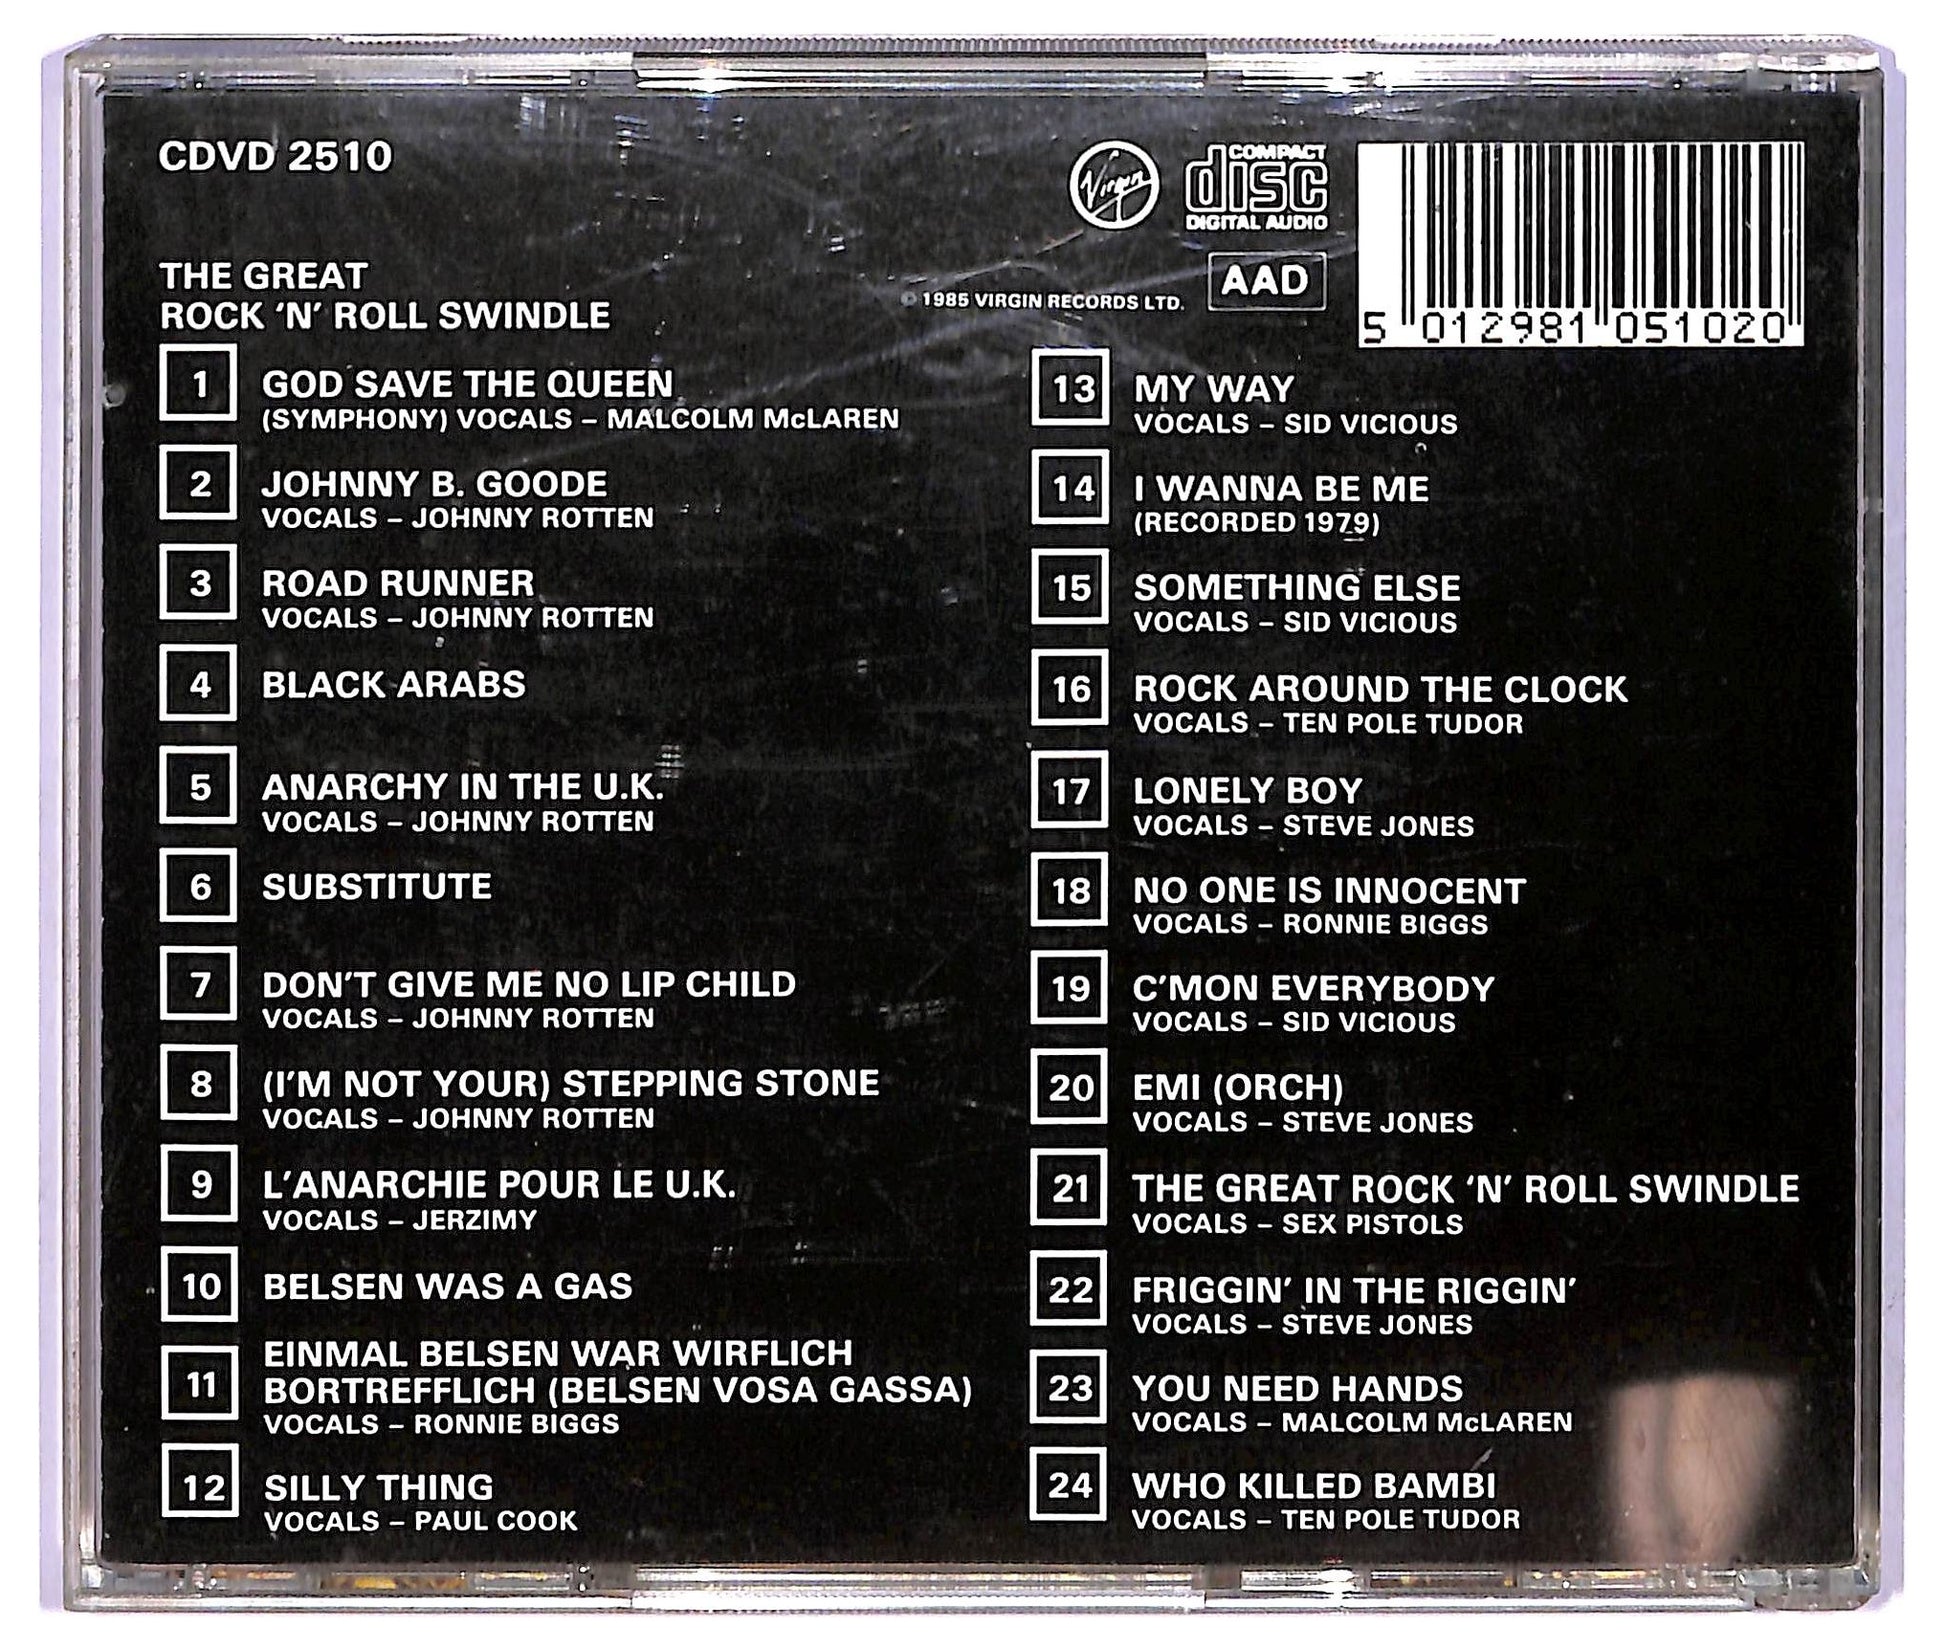 CDVD 2510
Virgin
COMPACT
disc
DIGITAL AUDIO
AAD
© 1985 VIRGIN RECORDS LTD.
5 012981 051020
THE GREAT
ROCK 'N' ROLL SWINDLE
1 GOD SAVE THE QUEEN
(SYMPHONY) VOCALS – MALCOLM McLAREN
2 JOHNNY B. GOODE
VOCALS – JOHNNY ROTTEN
3 ROAD RUNNER
VOCALS – JOHNNY ROTTEN
4 BLACK ARABS
5 ANARCHY IN THE U.K.
VOCALS – JOHNNY ROTTEN
6 SUBSTITUTE
7 DON'T GIVE ME NO LIP CHILD
VOCALS – JOHNNY ROTTEN
8 (I'M NOT YOUR) STEPPING STONE
VOCALS – JOHNNY ROTTEN
9 L'ANARCHIE POUR LE U.K.
VOCALS – JERZIMY
10 BELSEN WAS A GAS
11 EINMAL BELSEN WAR WIRFLICH
BORTREFFLICH (BELSEN VOSA GASSA)
VOCALS – RONNIE BIGGS
12 SILLY THING
VOCALS – PAUL COOK
13 MY WAY
VOCALS – SID VICIOUS
14 I WANNA BE ME
(RECORDED 1979)
15 SOMETHING ELSE
VOCALS – SID VICIOUS
16 ROCK AROUND THE CLOCK
VOCALS – TEN POLE TUDOR
17 LONELY BOY
VOCALS – STEVE JONES
18 NO ONE IS INNOCENT
VOCALS – RONNIE BIGGS
19 C'MON EVERYBODY
VOCALS – SID VICIOUS
20 EMI (ORCH)
VOCALS – STEVE JONES
21 THE GREAT ROCK 'N' ROLL SWINDLE
VOCALS – SEX PISTOLS
22 FRIGGIN' IN THE RIGGIN'
VOCALS – STEVE JONES
23 YOU NEED HANDS
VOCALS – MALCOLM McLAREN
24 WHO KILLED BAMBI
VOCALS – TEN POLE TUDOR